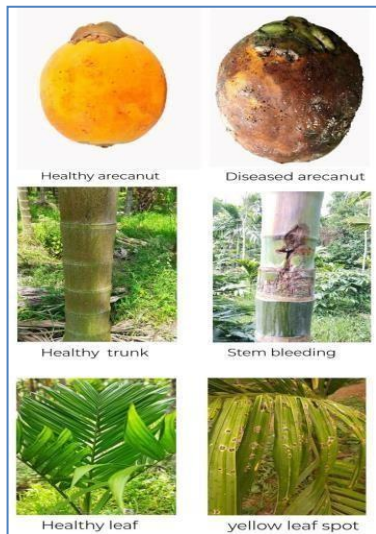 Healthy arecanut
Diseased arecanut
Healthy trunk
Stem bleeding
Healthy leaf
yellow leaf spot